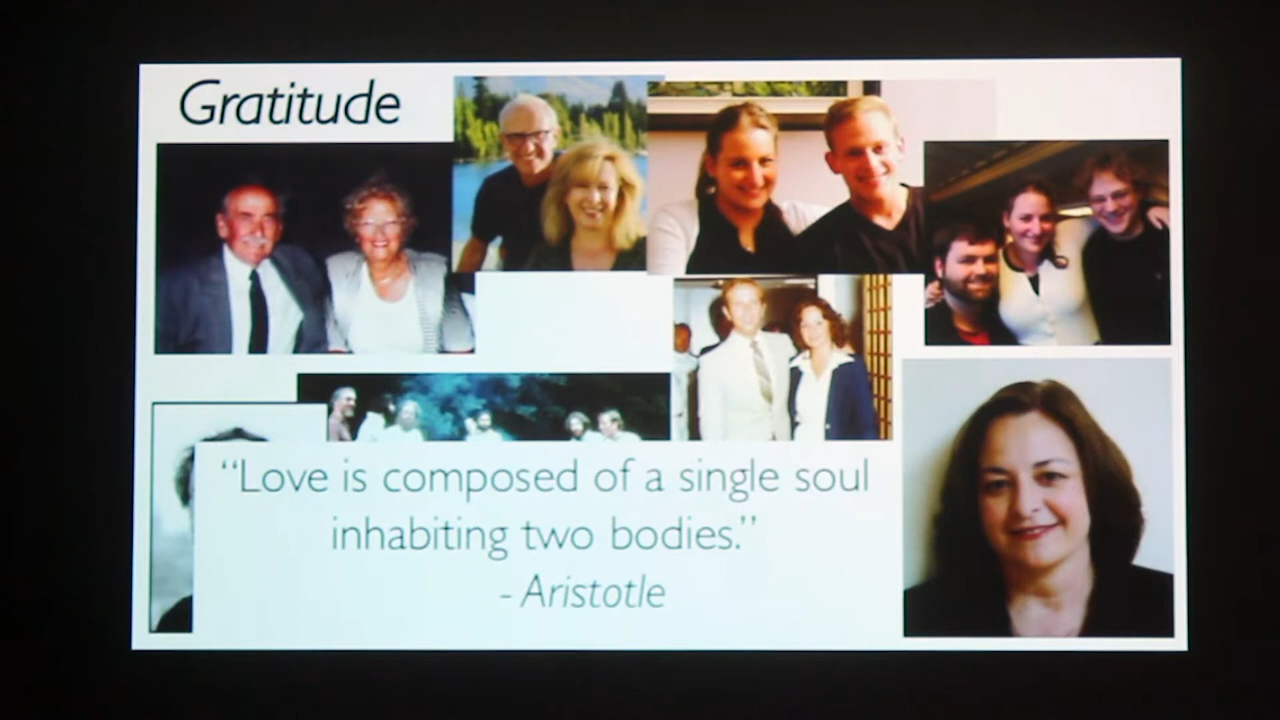 Gratitude
“Love is composed of a single soul
inhabiting two bodies.”
- Aristotle